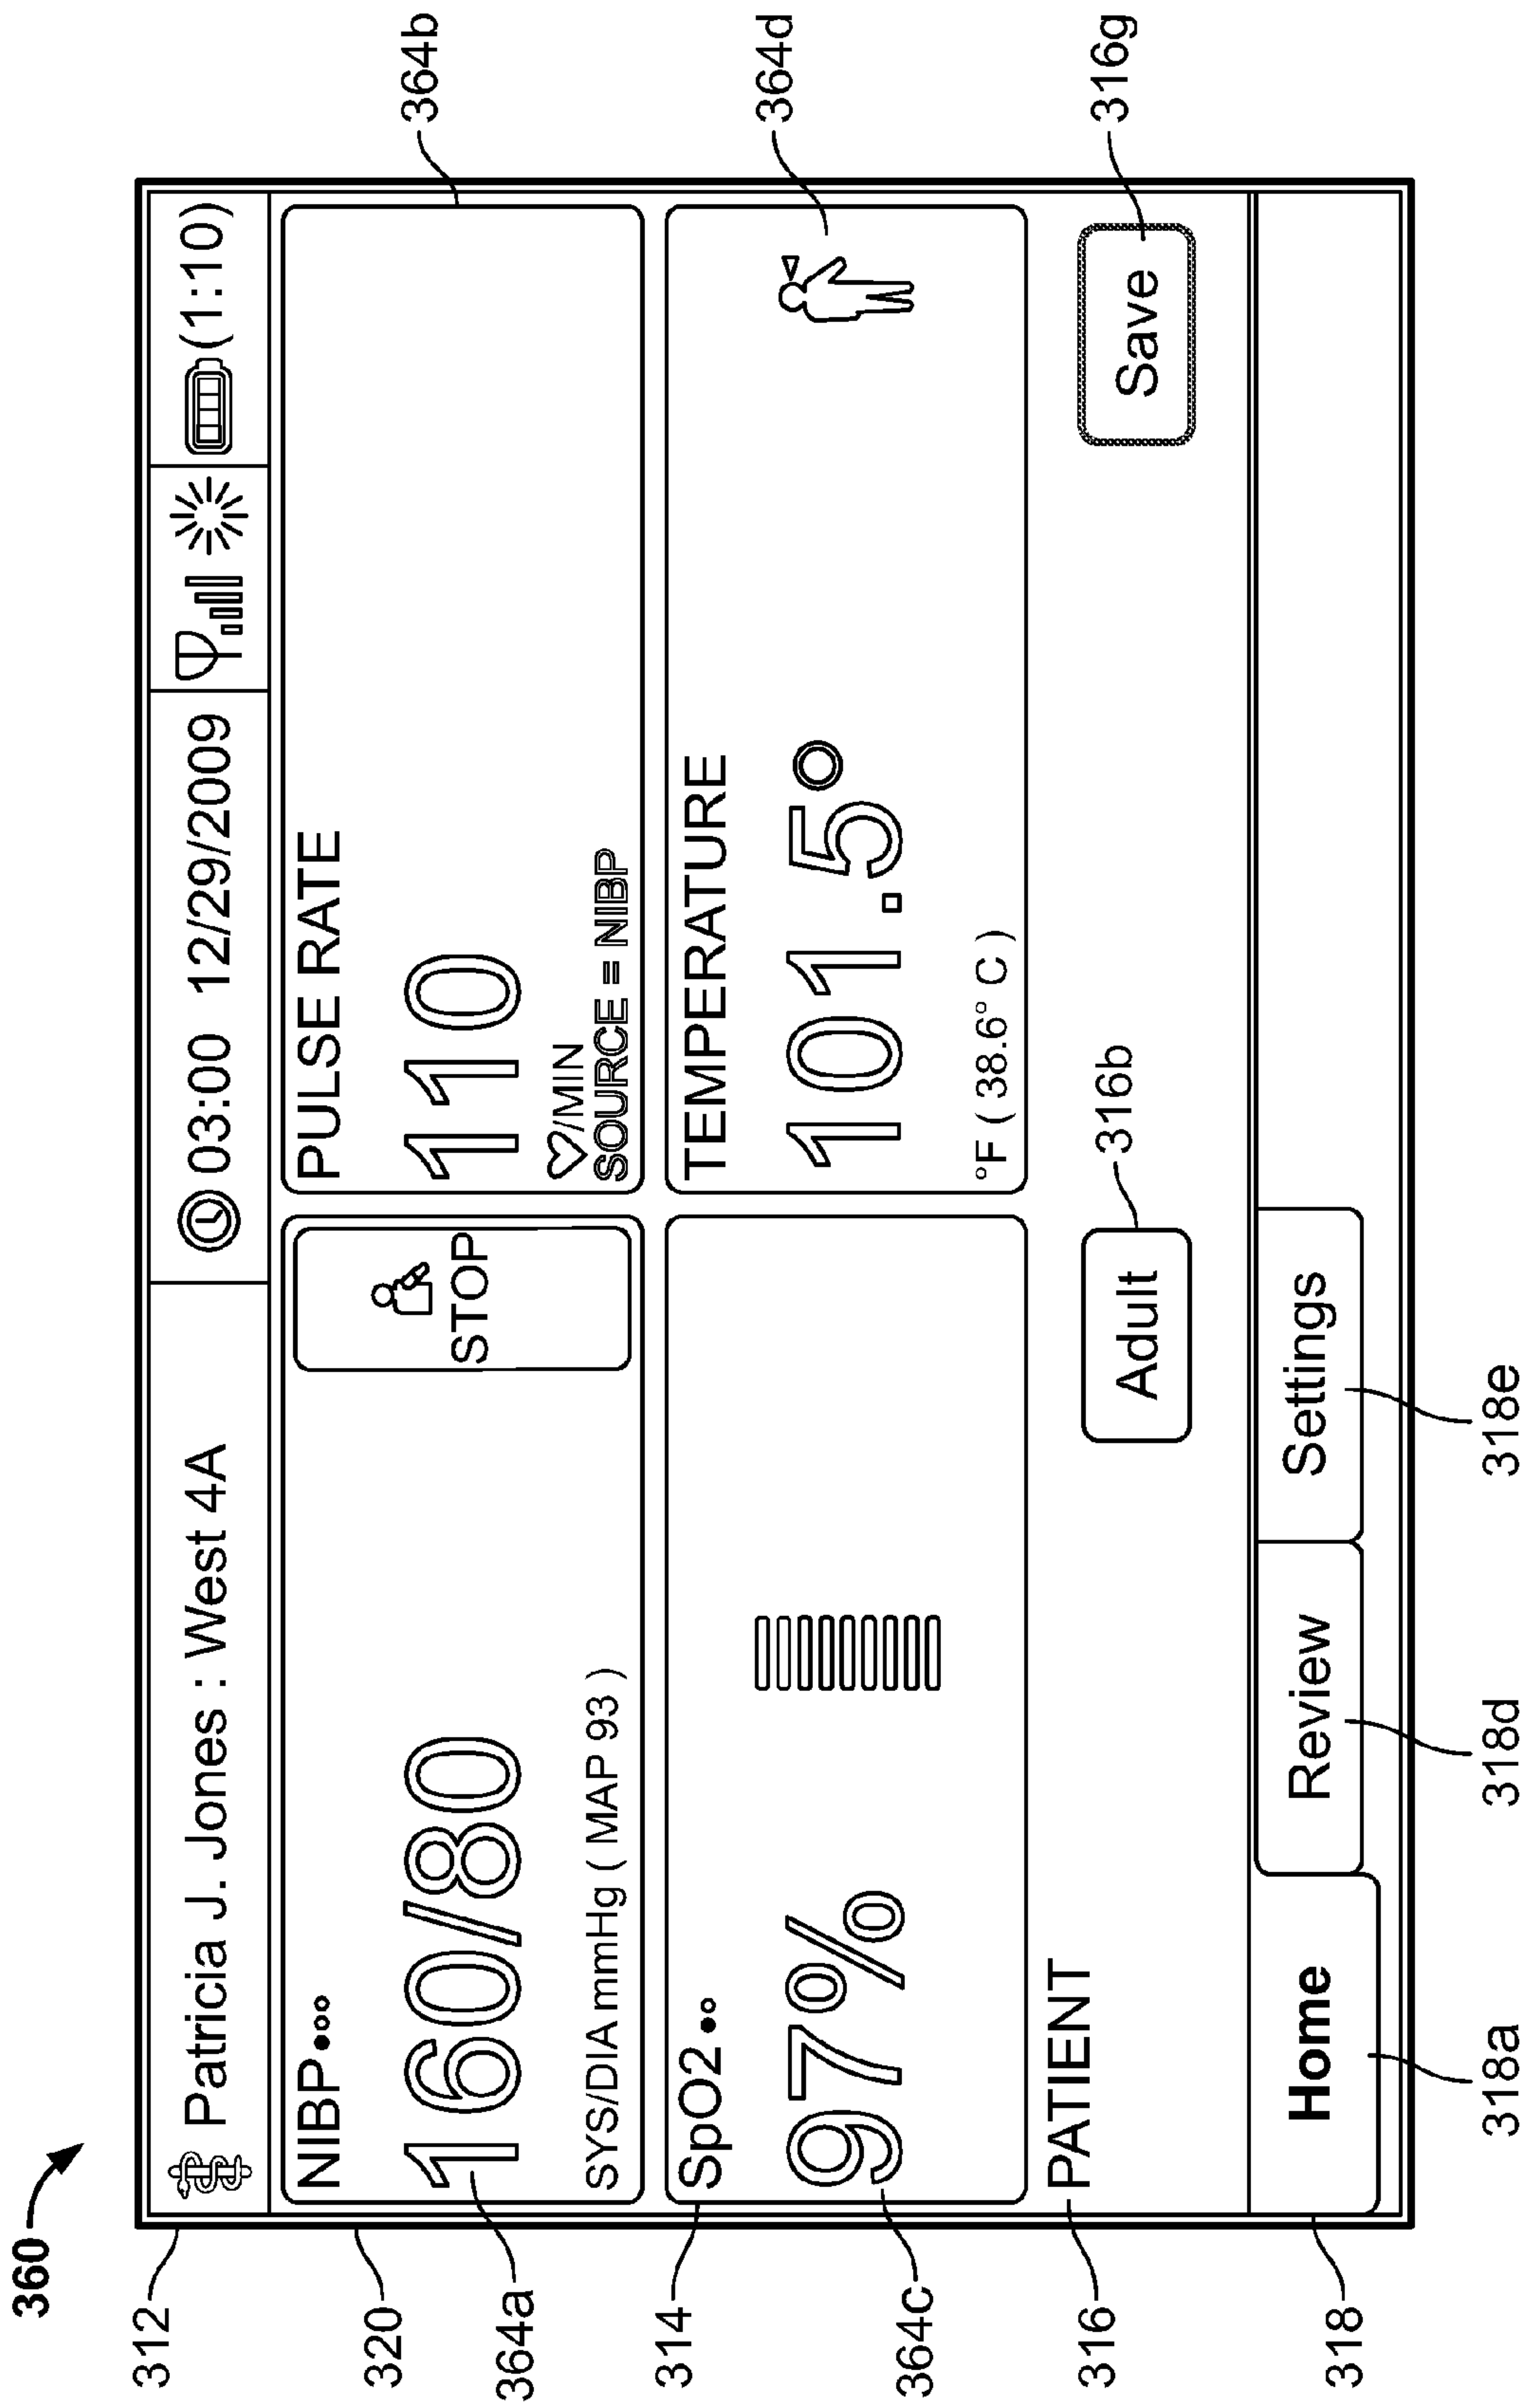 360
312
Patricia J. Jones : West 4A
03:00 12/29/2009
(1:10)
320
NIBP
STOP
PULSE RATE
364b
160/80
110
364a
SYS/DIA mmHg ( MAP 93 )
/MIN
SOURCE = NIBP
314
SpO2
TEMPERATURE
364d
97%
101.5°
364c
°F ( 38.6° C )
316
PATIENT
Adult
316b
Save
316g
318
Home
Review
Settings
318a
318d
318e